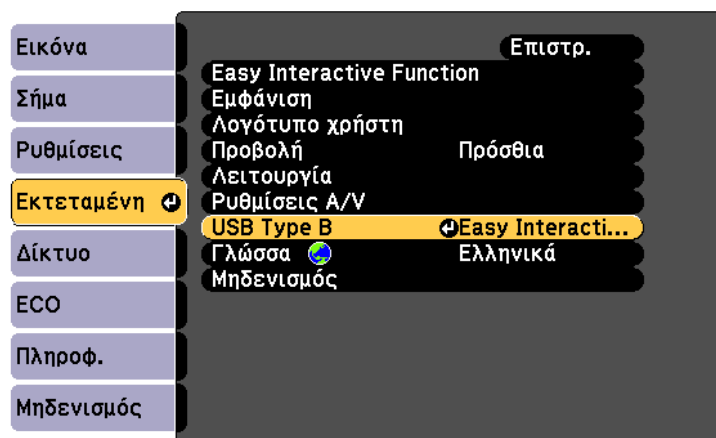 Εικόνα
Σήμα
Ρυθμίσεις
Εκτεταμένη
Δίκτυο
ECO
Πληροφ.
Μηδενισμός
Επιστρ.
Easy Interactive Function
Εμφάνιση
Λογότυπο χρήστη
Προβολή Πρόσθια
Λειτουργία
Ρυθμίσεις A/V
USB Type B Easy Interacti...
Γλώσσα Ελληνικά
Μηδενισμός